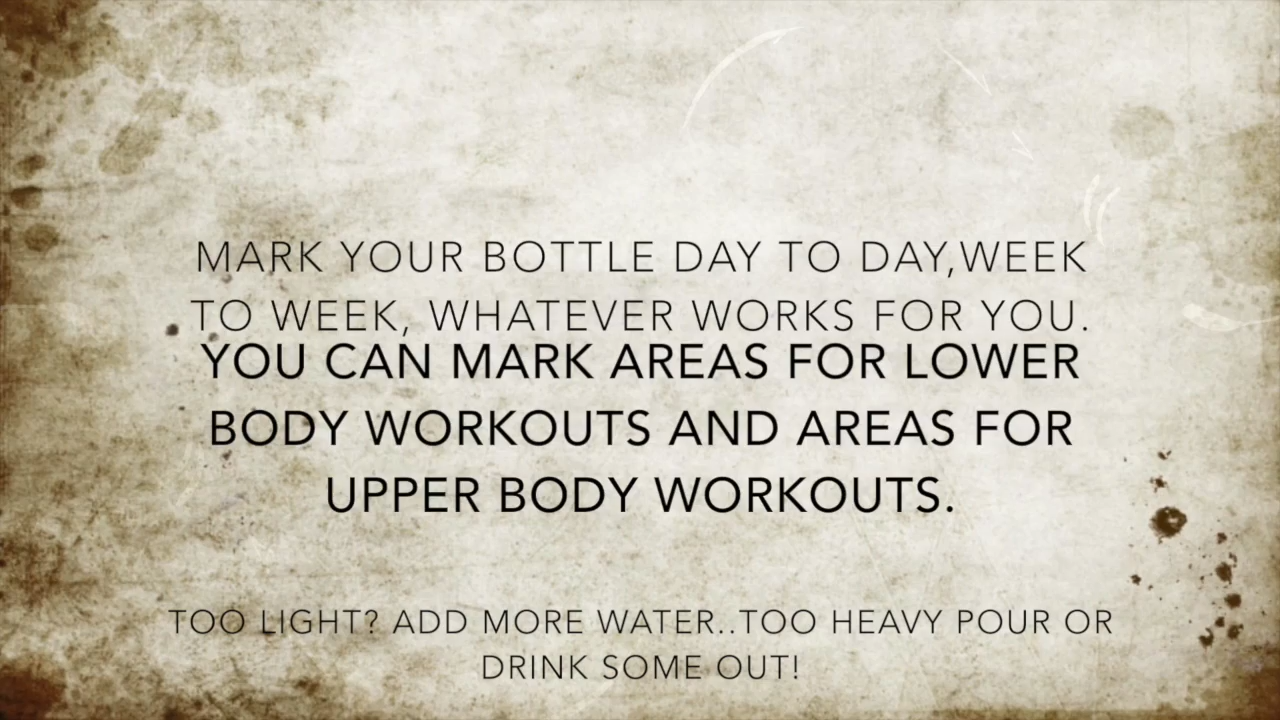 MARK YOUR BOTTLE DAY TO DAY,WEEK
TO WEEK, WHATEVER WORKS FOR YOU.
YOU CAN MARK AREAS FOR LOWER
BODY WORKOUTS AND AREAS FOR
UPPER BODY WORKOUTS.
TOO LIGHT? ADD MORE WATER..TOO HEAVY POUR OR
DRINK SOME OUT!